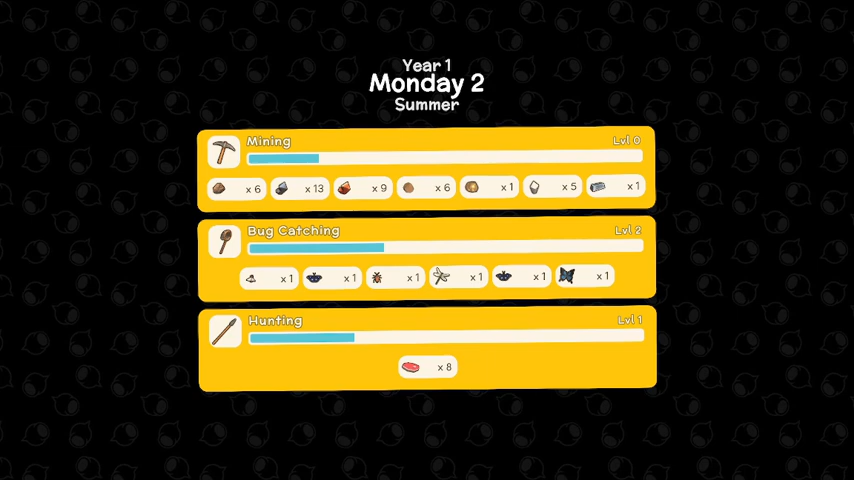 Year 1
Monday 2
Summer
Mining Lvl 0
x 6 x 13 x 9 x 6 x 1 x 5 x 1
Bug Catching Lvl 2
x 1 x 1 x 1 x 1 x 1 x 1
Hunting Lvl 1
x 8